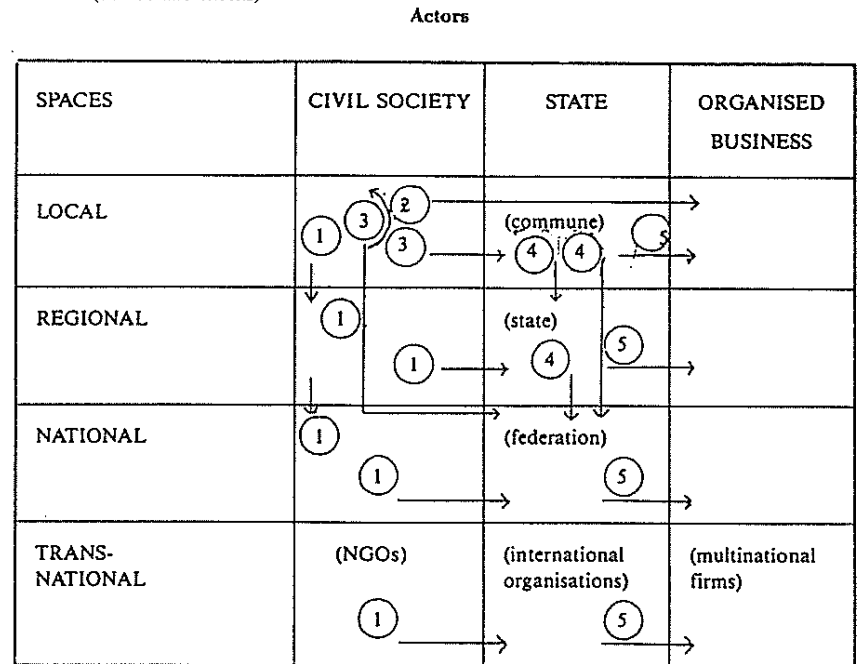 Actors
SPACES
CIVIL SOCIETY
STATE
ORGANISED
BUSINESS
LOCAL
1
3
2
3
(commune)
4
4
5
REGIONAL
1
1
(state)
4
5
NATIONAL
1
1
(federation)
5
TRANS-
NATIONAL
(NGOs)
1
(international
organisations)
5
(multinational
firms)